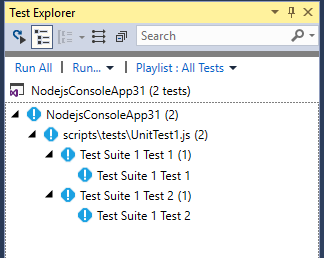 Test Explorer
Search
Run All | Run... Playlist : All Tests
NodejsConsoleApp31 (2 tests)
NodejsConsoleApp31 (2)
scripts\tests\UnitTest1.js (2)
Test Suite 1 Test 1 (1)
Test Suite 1 Test 1
Test Suite 1 Test 2 (1)
Test Suite 1 Test 2